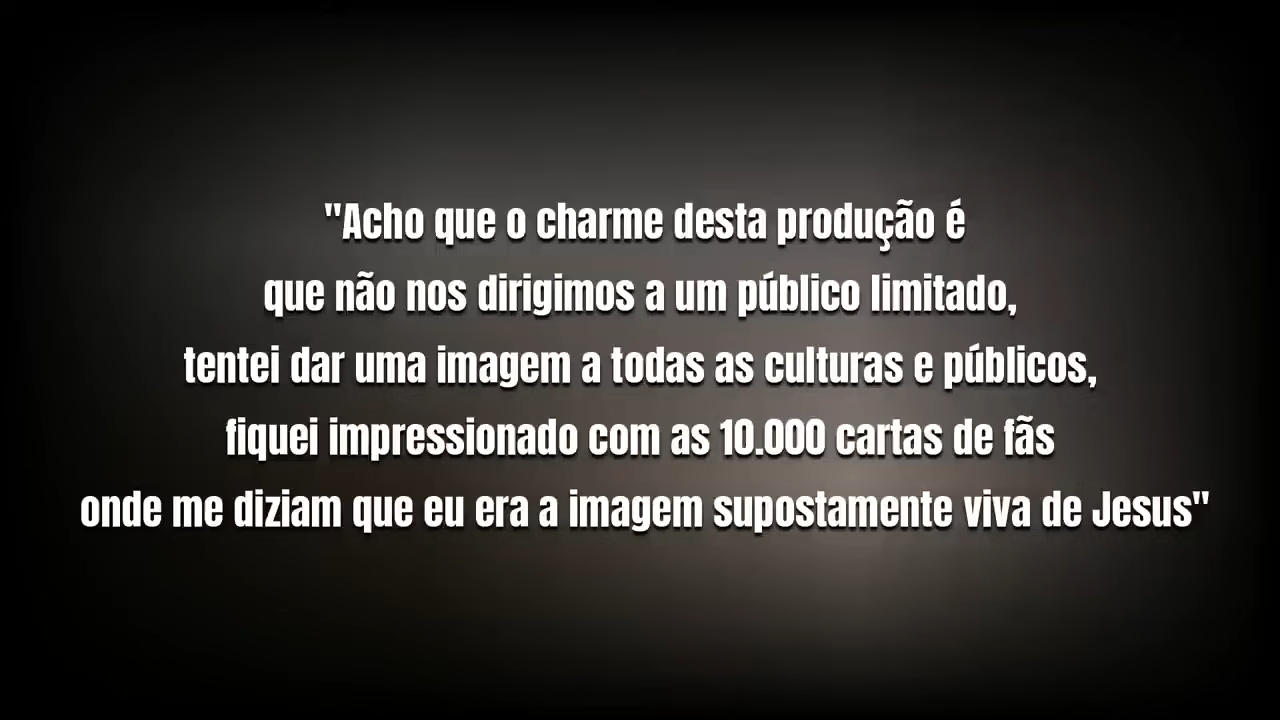 "Acho que o charme desta produção é
que não nos dirigimos a um público limitado,
tentei dar uma imagem a todas as culturas e públicos,
fiquei impressionado com as 10.000 cartas de fãs
onde me diziam que eu era a imagem supostamente viva de Jesus"